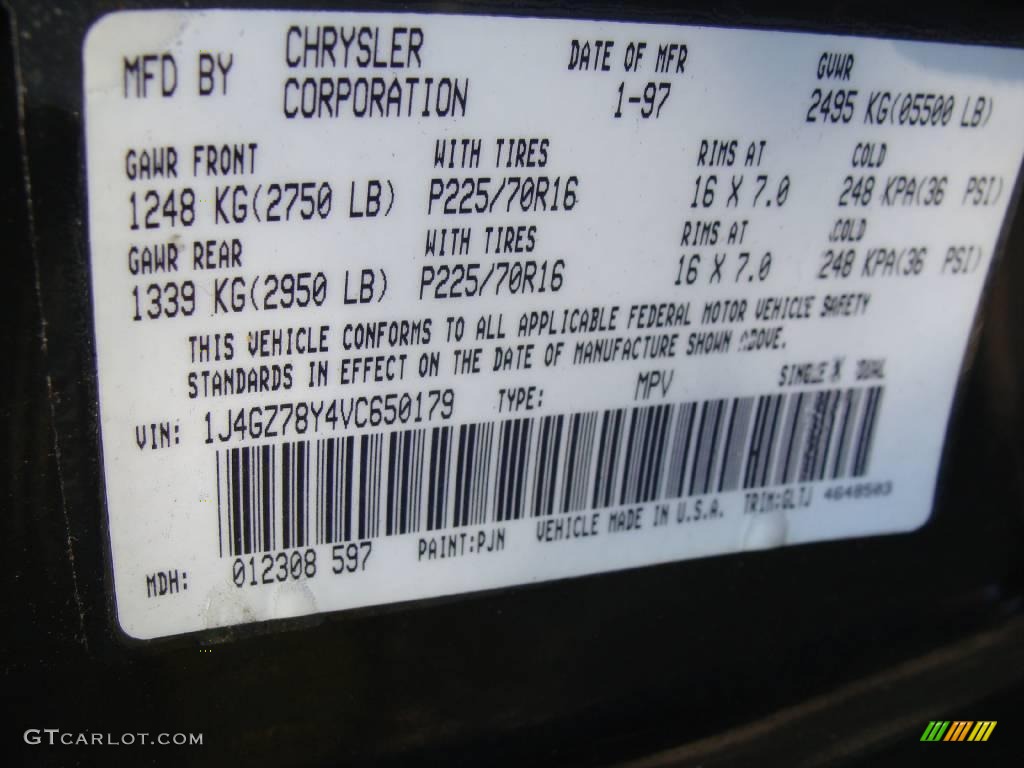 MFD BY CHRYSLER CORPORATION DATE OF MFR 1-97 GVWR 2495 KG(05500 LB)
GAWR FRONT WITH TIRES RIMS AT COLD
1248 KG(2750 LB) P225/70R16 16 X 7.0 248 KPA(36 PSI)
GAWR REAR WITH TIRES RIMS AT COLD
1339 KG(2950 LB) P225/70R16 16 X 7.0 248 KPA(36 PSI)
THIS VEHICLE CONFORMS TO ALL APPLICABLE FEDERAL MOTOR VEHICLE SAFETY
STANDARDS IN EFFECT ON THE DATE OF MANUFACTURE SHOWN ABOVE.
VIN: 1J4GZ78Y4VC650179 TYPE: MPV SINGLE X DUAL
MDH: 012308 597 PAINT:PJN VEHICLE MADE IN U.S.A. TRIM:GLTJ 4648503
GTCARLOT.COM